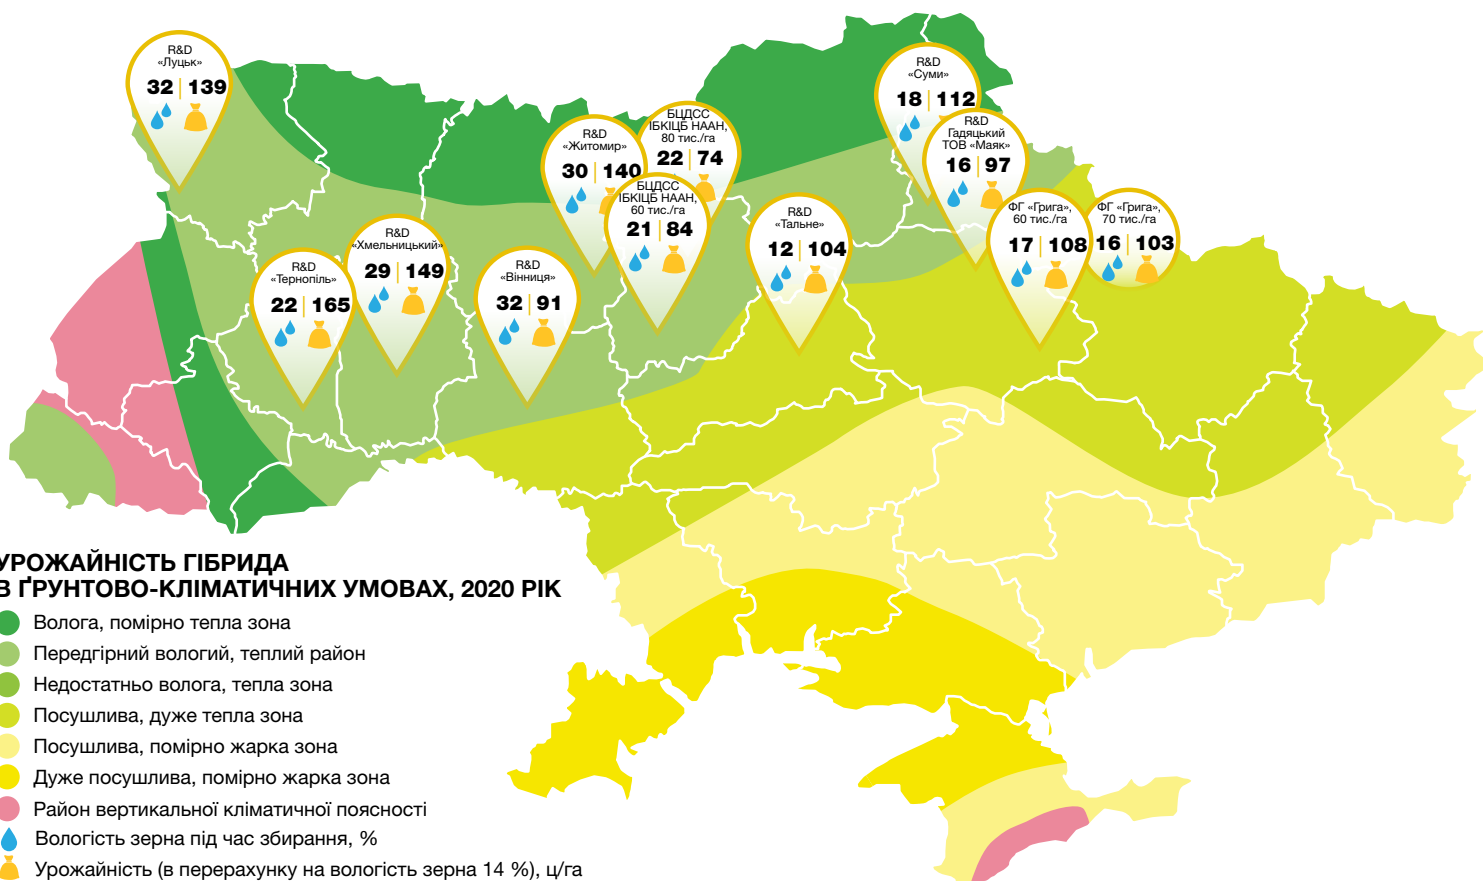 R&D
«Луцьк»
32 139
R&D
«Тернопіль»
22 165
R&D
«Хмельницький»
29 149
R&D
«Вінниця»
32 91
R&D
«Житомир»
30 140
БЦДСС
ІБКІЦБ НААН,
80 тис./га
22 74
БЦДСС
ІБКІЦБ НААН,
60 тис./га
21 84
R&D
«Тальне»
12 104
R&D
«Суми»
18 112
R&D
Гадяцький
ТОВ «Маяк»
16 97
ФГ «Грига»,
60 тис./га
17 108
ФГ «Грига»,
70 тис./га
16 103
УРОЖАЙНІСТЬ ГІБРИДА
В ҐРУНТОВО-КЛІМАТИЧНИХ УМОВАХ, 2020 РІК
Волога, помірно тепла зона
Передгірний вологий, теплий район
Недостатньо волога, тепла зона
Посушлива, дуже тепла зона
Посушлива, помірно жарка зона
Дуже посушлива, помірно жарка зона
Район вертикальної кліматичної поясності
Вологість зерна під час збирання, %
Урожайність (в перерахунку на вологість зерна 14 %), ц/га